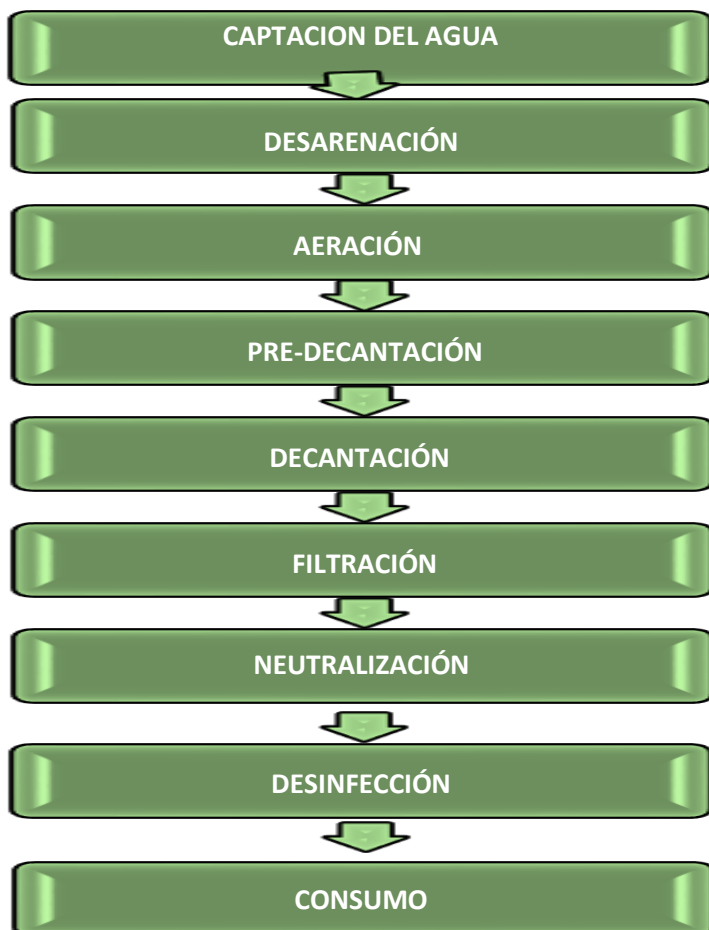 CAPTACION DEL AGUA
DESARENACIÓN
AERACIÓN
PRE-DECANTACIÓN
DECANTACIÓN
FILTRACIÓN
NEUTRALIZACIÓN
DESINFECCIÓN
CONSUMO